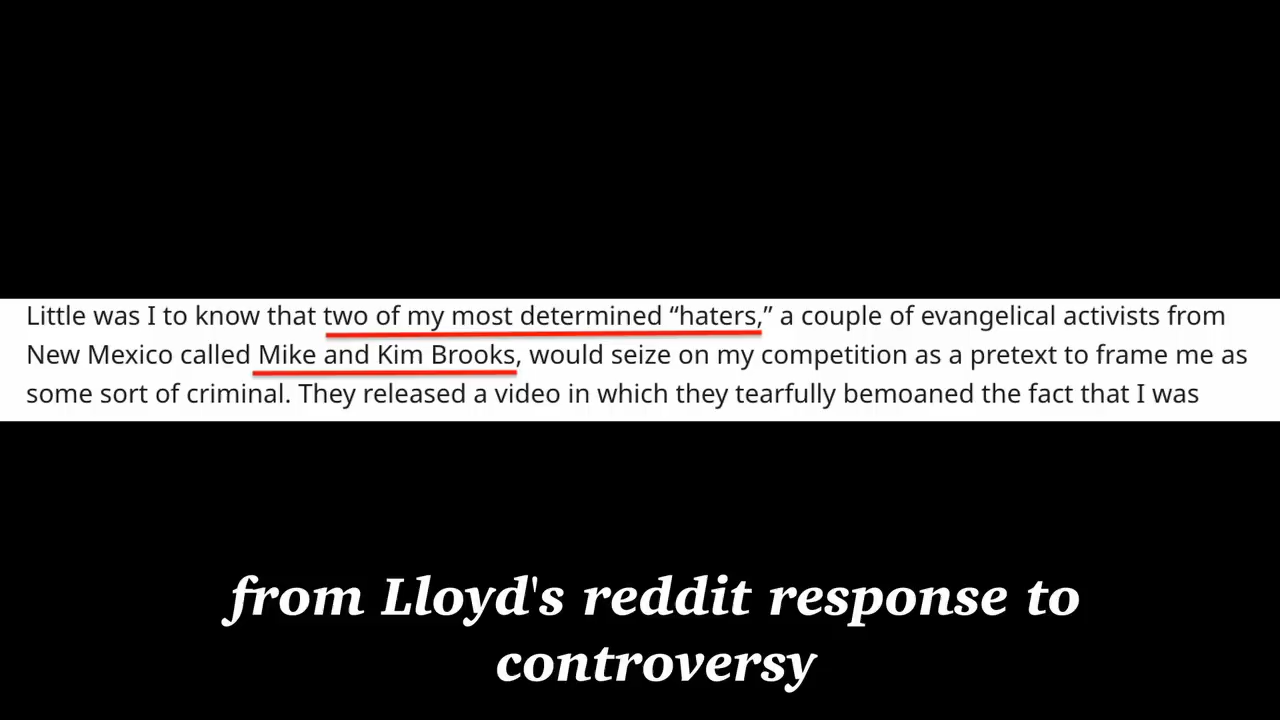 Little was I to know that two of my most determined “haters,” a couple of evangelical activists from
New Mexico called Mike and Kim Brooks, would seize on my competition as a pretext to frame me as
some sort of criminal. They released a video in which they tearfully bemoaned the fact that I was
from Lloyd's reddit response to
controversy